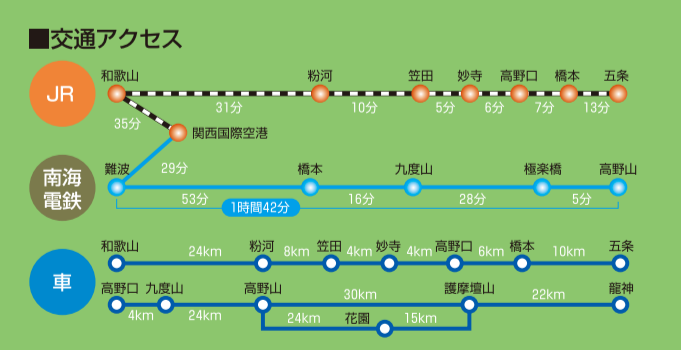 ■交通アクセス
JR
和歌山 粉河 笠田 妙寺 高野口 橋本 五条
31分 10分 5分 6分 7分 13分
35分
関西国際空港
29分
南海
電鉄
難波 橋本 九度山 極楽橋 高野山
53分 16分 28分 5分
1時間42分
車
和歌山 粉河 笠田 妙寺 高野口 橋本 五条
24km 8km 4km 4km 6km 10km
高野口 九度山 高野山 護摩壇山 龍神
4km 24km 30km 22km
24km 花園 15km